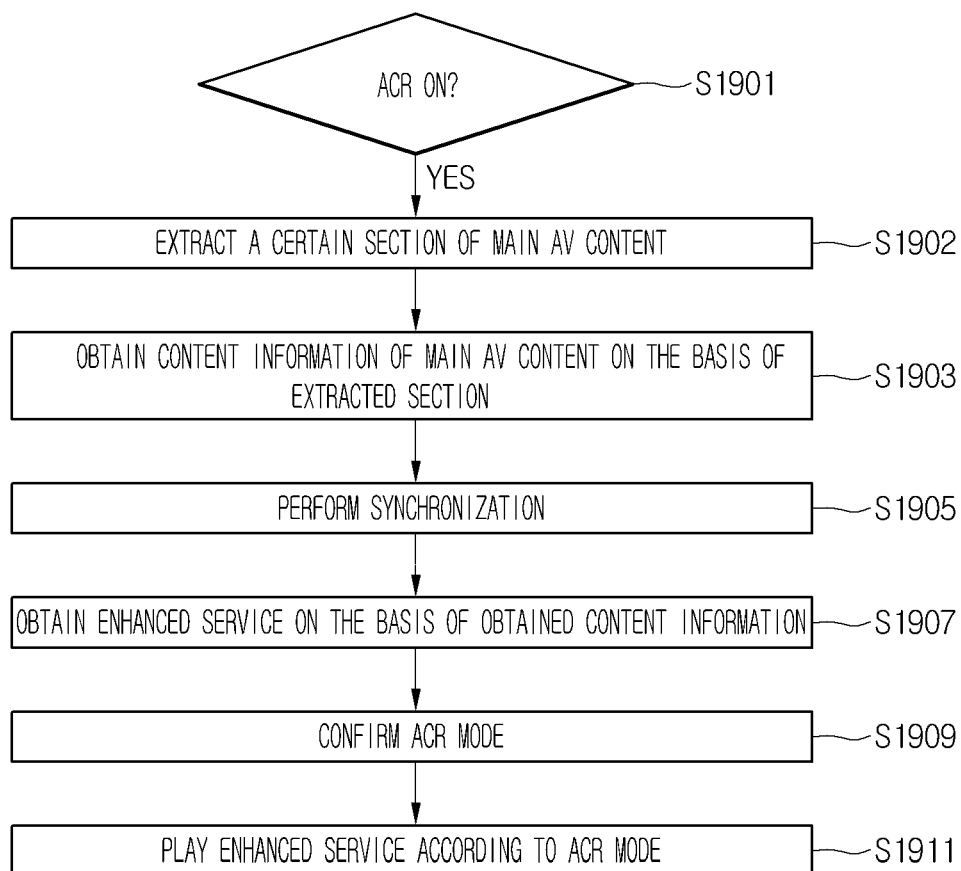 ACR ON?
S1901
YES
EXTRACT A CERTAIN SECTION OF MAIN AV CONTENT
S1902
OBTAIN CONTENT INFORMATION OF MAIN AV CONTENT ON THE BASIS OF
EXTRACTED SECTION
S1903
PERFORM SYNCHRONIZATION
S1905
OBTAIN ENHANCED SERVICE ON THE BASIS OF OBTAINED CONTENT INFORMATION
S1907
CONFIRM ACR MODE
S1909
PLAY ENHANCED SERVICE ACCORDING TO ACR MODE
S1911